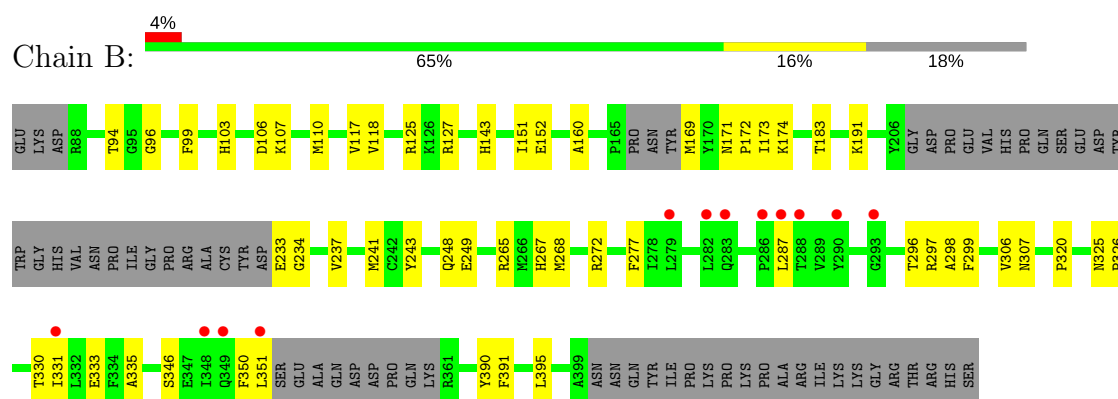 4%
Chain B:
65% 16% 18%
GLU LYS ASP R88 T94 G95 G96 F99 H103 D106 K107 M110 V117 V118 R125 K126 R127 H143 I151 E152 A160 P165 PRO ASN TYR M169 Y170 N171 P172 I173 K174 T183 K191 Y206 GLY ASP PRO GLU VAL HIS PRO GLN SER GLU ASP TYR
TRP GLY HIS VAL ASN PRO ILE GLY PRO ARG ALA CYS TYR ASP E233 G234 V237 M241 C242 Y243 Q248 E249 R265 M266 H267 M268 R272 F277 I278 L279 L282 Q283 P286 L287 T288 V289 Y290 G293 T296 R297 A298 F299 V306 N307 P320 N325
T330 I331 L332 E333 F334 A335 S346 E347 I348 Q349 F350 L351 SER GLU ALA GLN ASP ASP PRO GLN LYS R361 Y390 F391 L395 A399 ASN ASN GLN TYR ILE PRO LYS PRO LYS PRO ALA ARG ILE LYS LYS GLY ARG THR ARG HIS SER